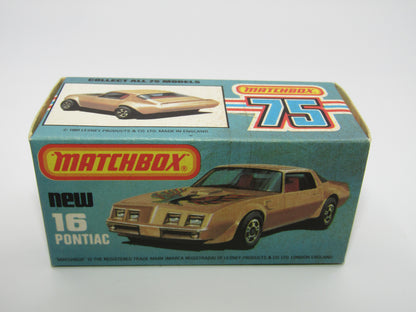 COLLECT ALL 75 MODELS
© 1980 LESNEY PRODUCTS & CO LTD. MADE IN ENGLAND
MATCHBOX
75
MATCHBOX
new
16
PONTIAC
"MATCHBOX" IS THE REGISTERED TRADE MARK (MARCA REGISTRADA) OF LESNEY PRODUCTS & CO. LTD. LONDON ENGLAND